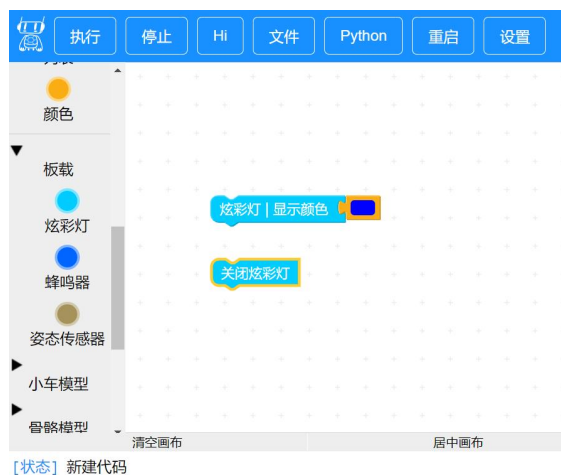 执行 停止 Hi 文件 Python 重启 设置
颜色
板载
炫彩灯
蜂鸣器
姿态传感器
小车模型
骨骼模型
炫彩灯 | 显示颜色
关闭炫彩灯
清空画布 居中画布
[状态] 新建代码